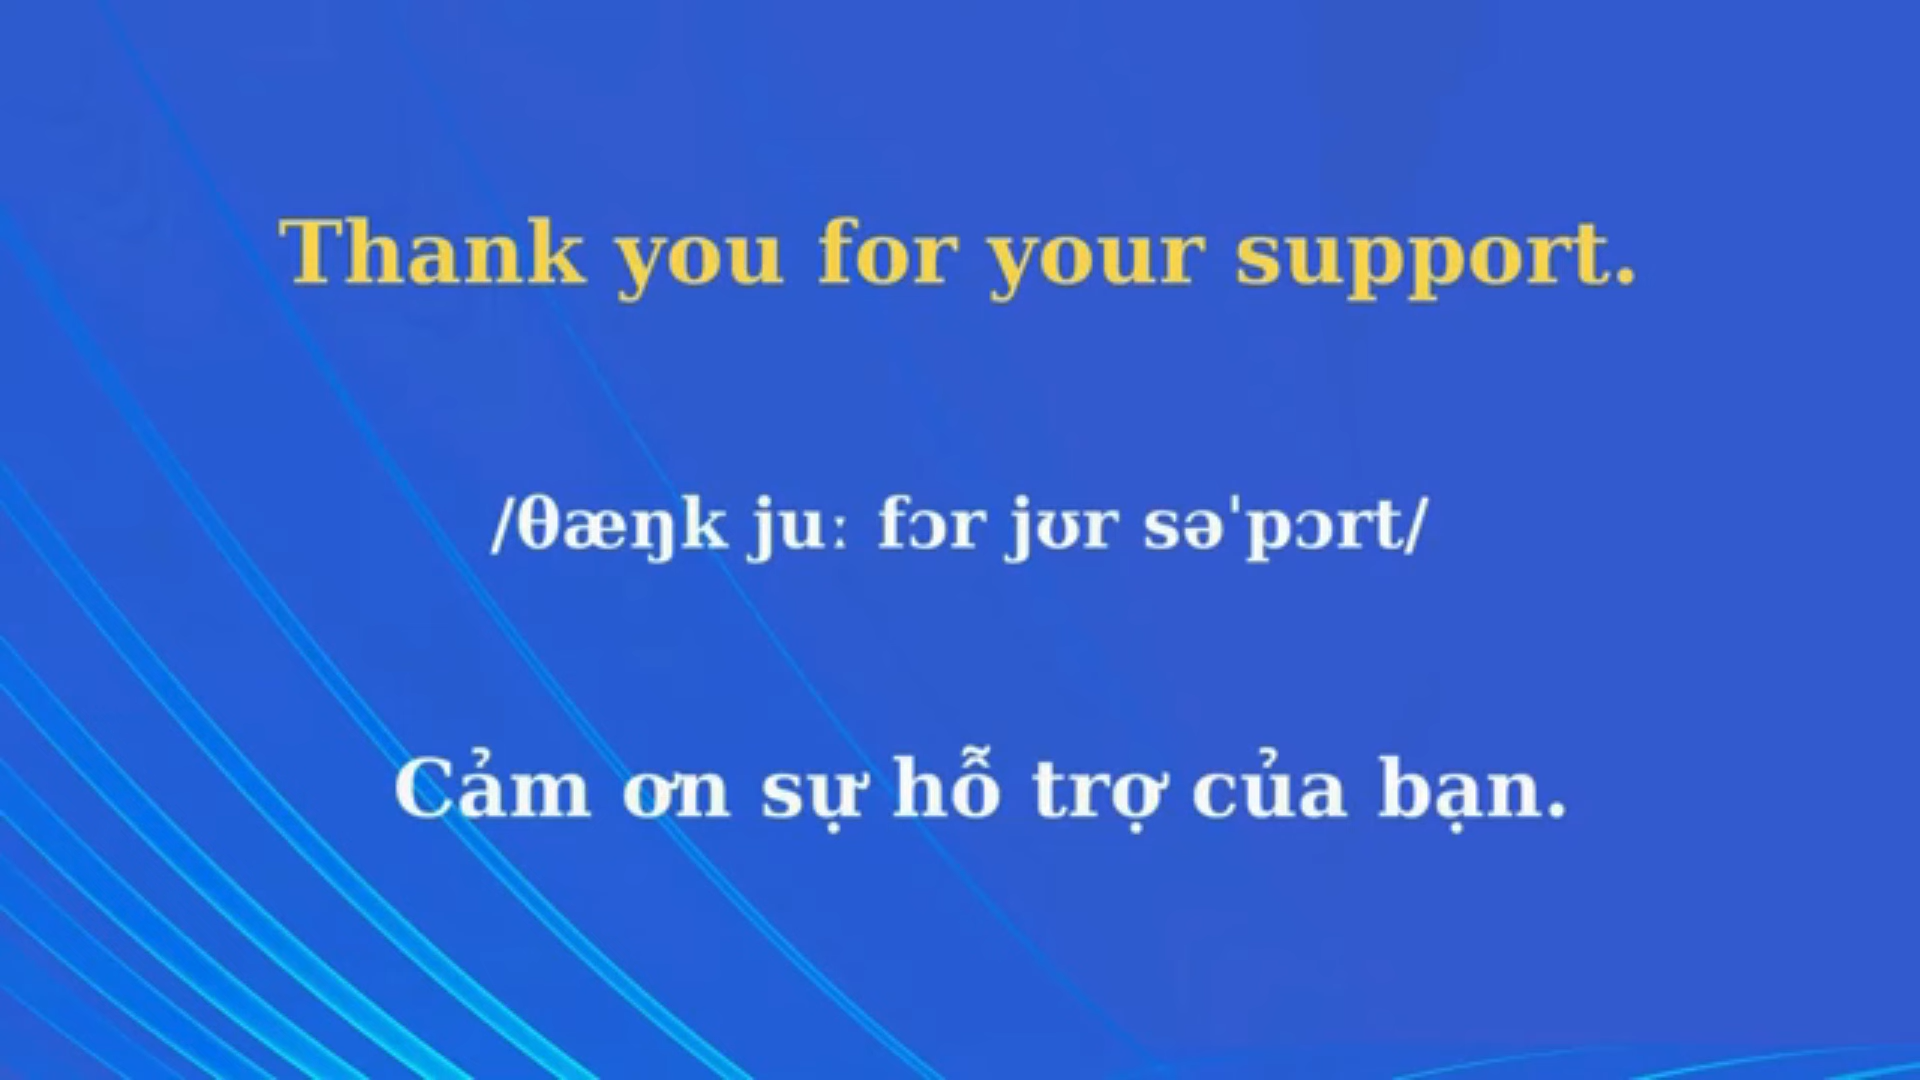 Thank you for your support.
/θæŋk juː fɔr jʊr səˈpɔrt/
Cảm ơn sự hỗ trợ của bạn.